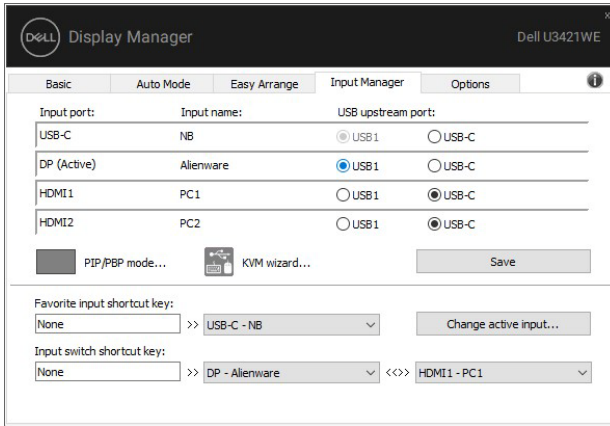 x
DELL Display Manager Dell U3421WE
Basic Auto Mode Easy Arrange Input Manager Options i
Input port: Input name: USB upstream port:
USB-C NB USB1 USB-C
DP (Active) Alienware USB1 USB-C
HDMI1 PC1 USB1 USB-C
HDMI2 PC2 USB1 USB-C
PIP/PBP mode... KVM wizard... Save
Favorite input shortcut key:
None >> USB-C - NB Change active input...
Input switch shortcut key:
None >> DP - Alienware <<>> HDMI1 - PC1